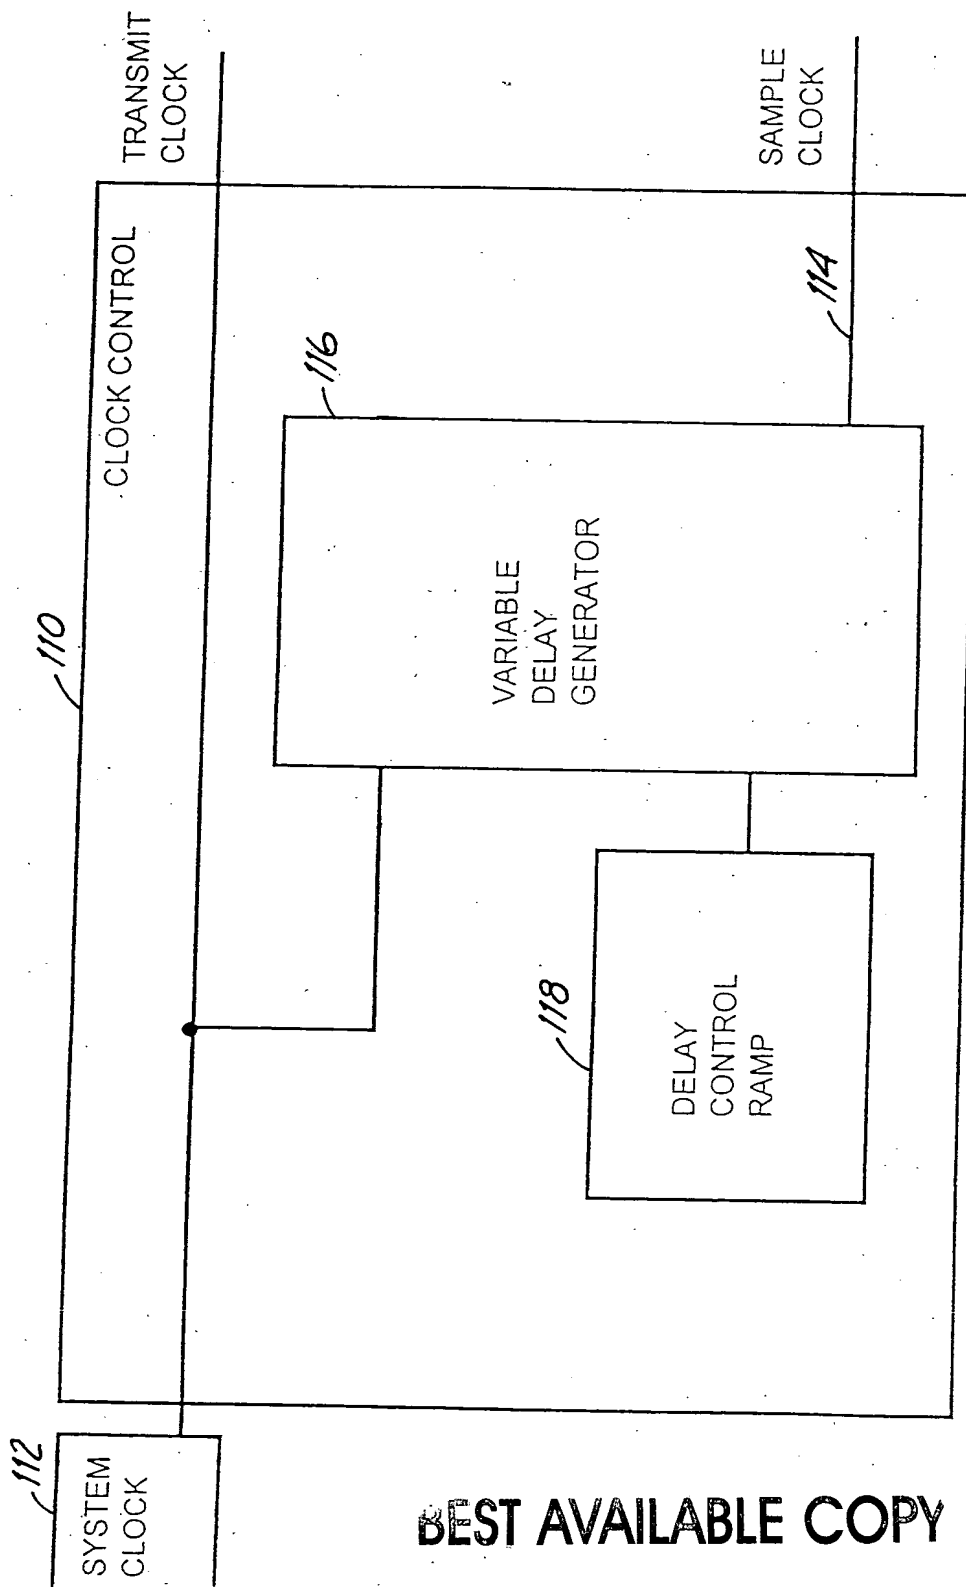 112
SYSTEM
CLOCK
110
CLOCK CONTROL
TRANSMIT
CLOCK
116
VARIABLE
DELAY
GENERATOR
118
DELAY
CONTROL
RAMP
114
SAMPLE
CLOCK
BEST AVAILABLE COPY